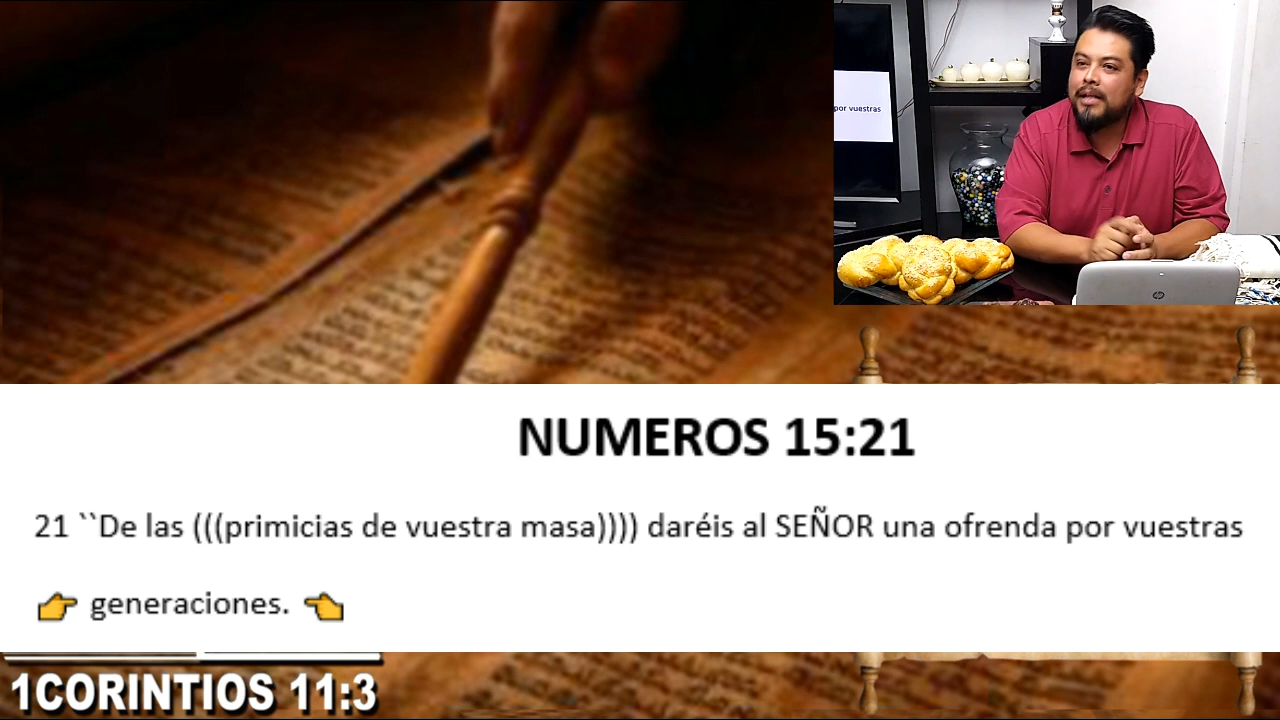 por vuestras
NUMEROS 15:21
21 ``De las (((primicias de vuestra masa)))) daréis al SEÑOR una ofrenda por vuestras
👉 generaciones. 👈
1CORINTIOS 11:3
hp